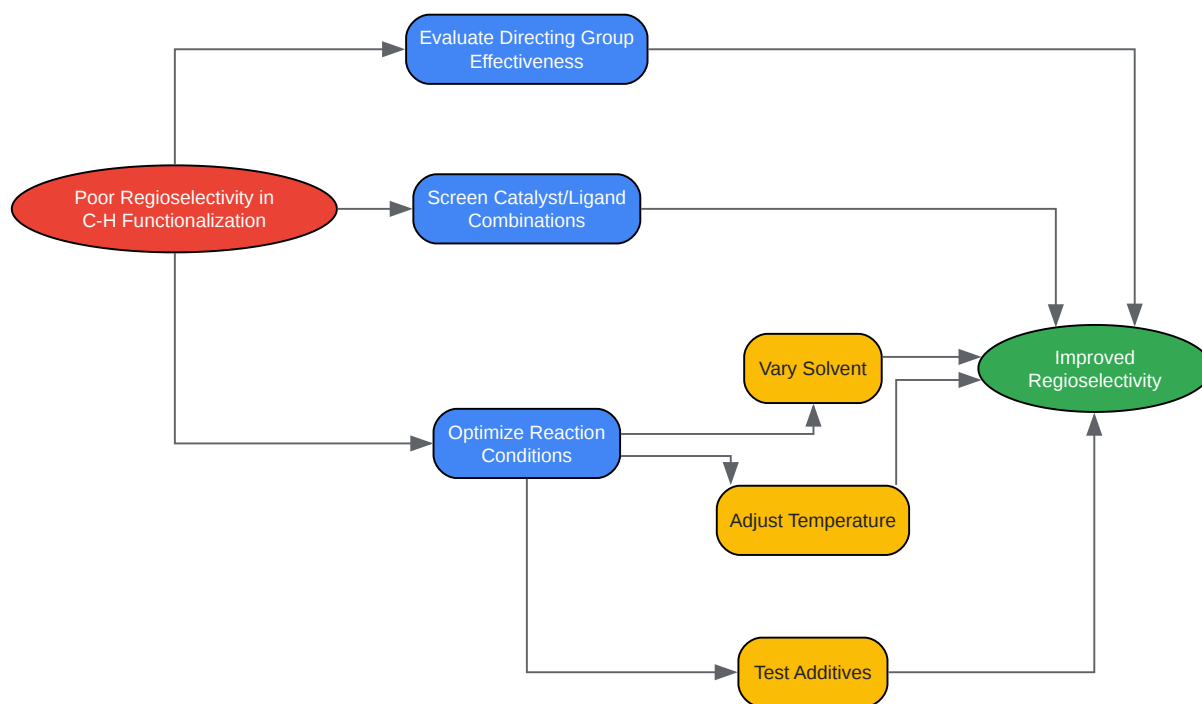 Evaluate Directing Group
Effectiveness
Poor Regioselectivity in
C-H Functionalization
Screen Catalyst/Ligand
Combinations
Optimize Reaction
Conditions
Vary Solvent
Adjust Temperature
Test Additives
Improved
Regioselectivity